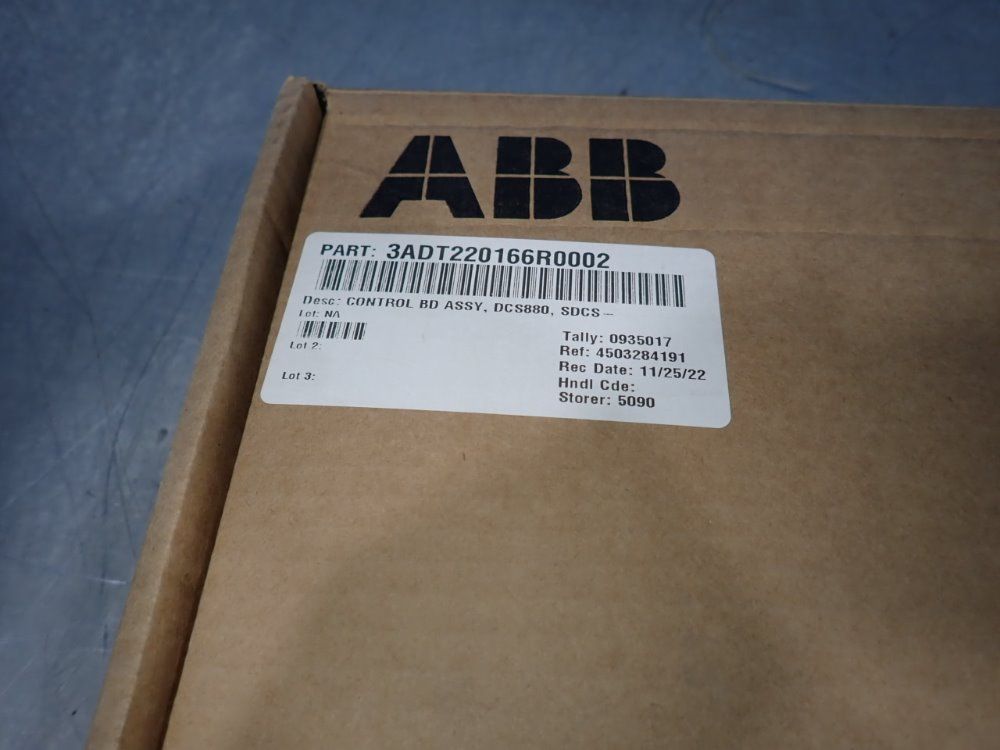 ABB
PART: 3ADT220166R0002
Desc: CONTROL BD ASSY, DCS880, SDCS-
Lot: NA
Lot 2:
Lot 3:
Tally: 0935017
Ref: 4503284191
Rec Date: 11/25/22
Hndl Cde:
Storer: 5090